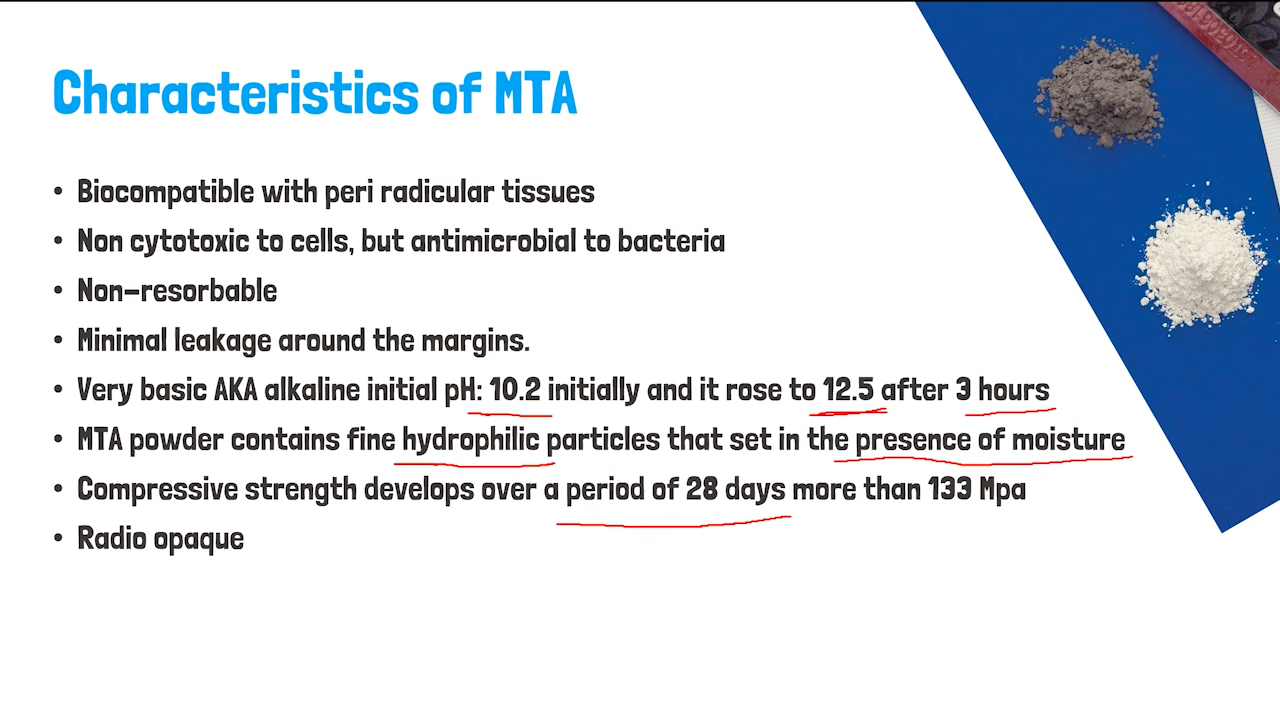 Characteristics of MTA
• Biocompatible with peri radicular tissues
• Non cytotoxic to cells, but antimicrobial to bacteria
• Non-resorbable
• Minimal leakage around the margins.
• Very basic AKA alkaline initial pH: 10.2 initially and it rose to 12.5 after 3 hours
• MTA powder contains fine hydrophilic particles that set in the presence of moisture
• Compressive strength develops over a period of 28 days more than 133 Mpa
• Radio opaque